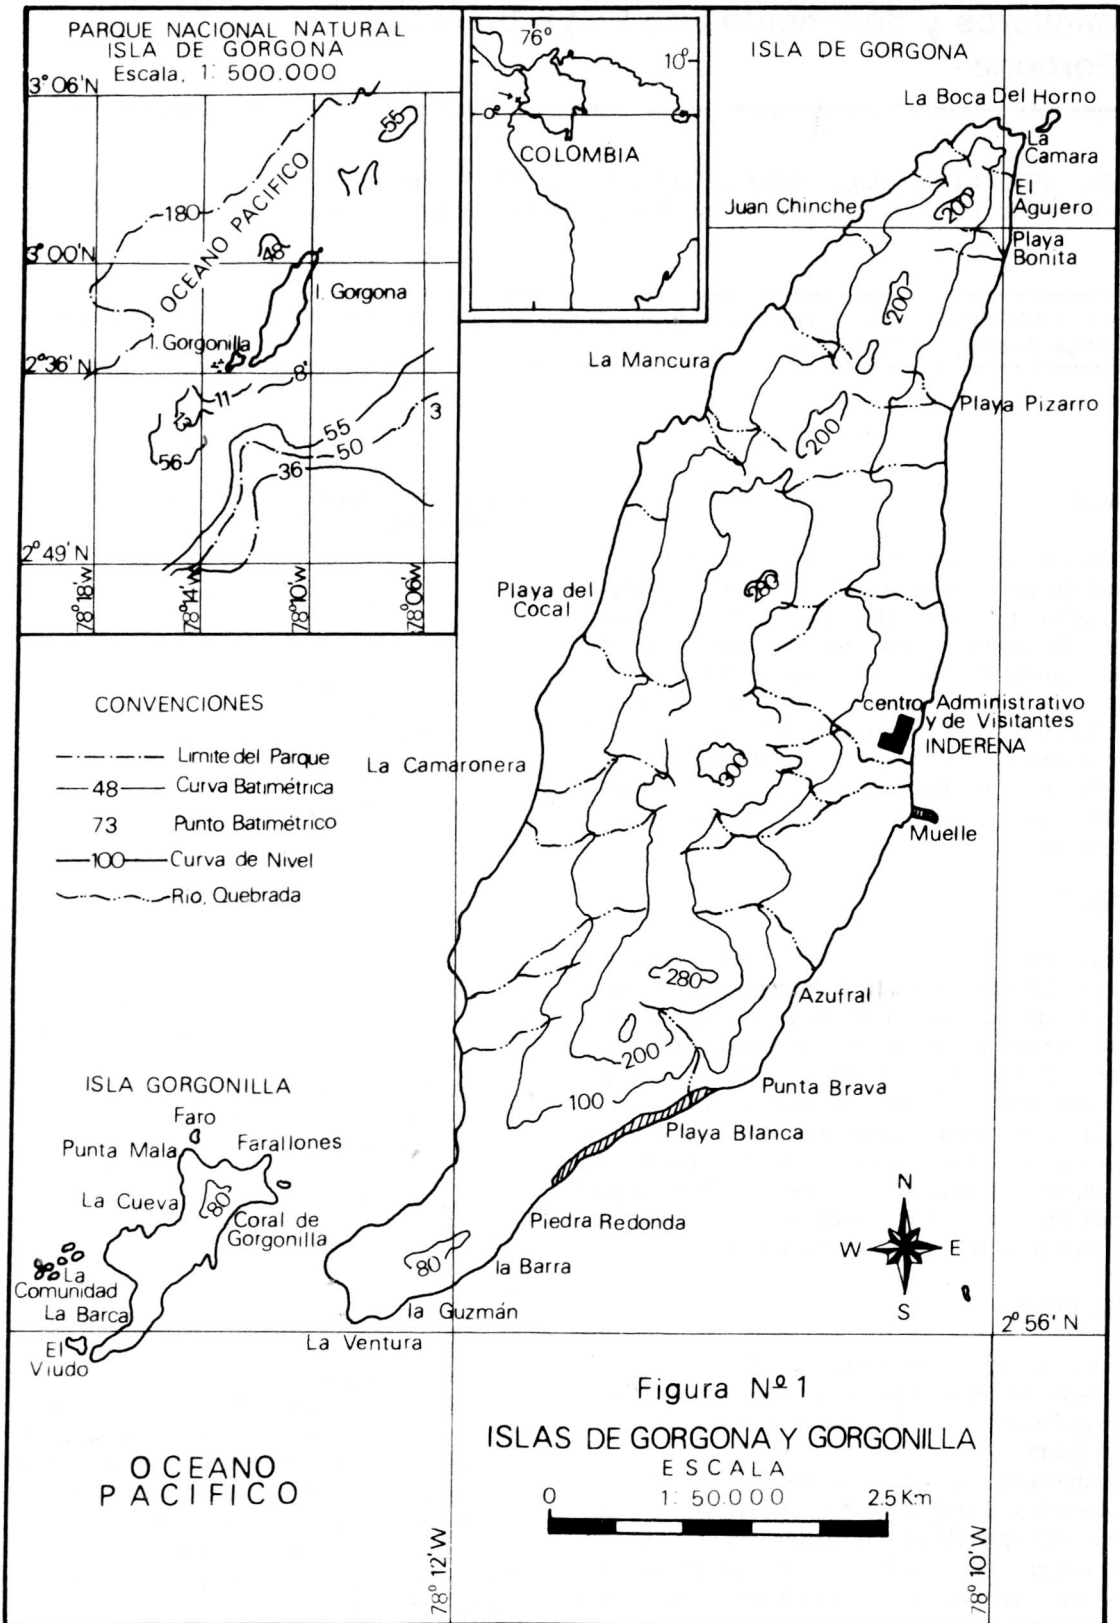 PARQUE NACIONAL NATURAL
ISLA DE GORGONA
Escala, 1: 500.000
3°06'N
55
180
OCEANO PACIFICO
48
3°00'N
I. Gorgona
I. Gorgonilla
2°36'N
8
11
3
55
50
56
36
2°49'N
78°18'W
78°14'W
78°10'W
78°06'W
76°
10°
0°
COLOMBIA
ISLA DE GORGONA
La Boca Del Horno
La
Camara
El
Agujero
200
Juan Chinche
Playa
Bonita
200
La Mancura
Playa Pizarro
200
280
Playa del
Cocal
centro Administrativo
y de Visitantes
INDERENA
La Camaronera
300
Muelle
280
Azufral
200
100
Punta Brava
Playa Blanca
Piedra Redonda
80
la Barra
la Guzmán
La Ventura
CONVENCIONES
Limite del Parque
48 Curva Batimétrica
73 Punto Batimétrico
100 Curva de Nivel
Rio, Quebrada
ISLA GORGONILLA
Faro
Punta Mala
Farallones
La Cueva
80
Coral de
Gorgonilla
La
Comunidad
La Barca
El
Viudo
N
W E
S
2°56' N
Figura Nº 1
ISLAS DE GORGONA Y GORGONILLA
ESCALA
0 1: 50.000 2.5 Km
OCEANO
PACIFICO
78° 12' W
78° 10' W